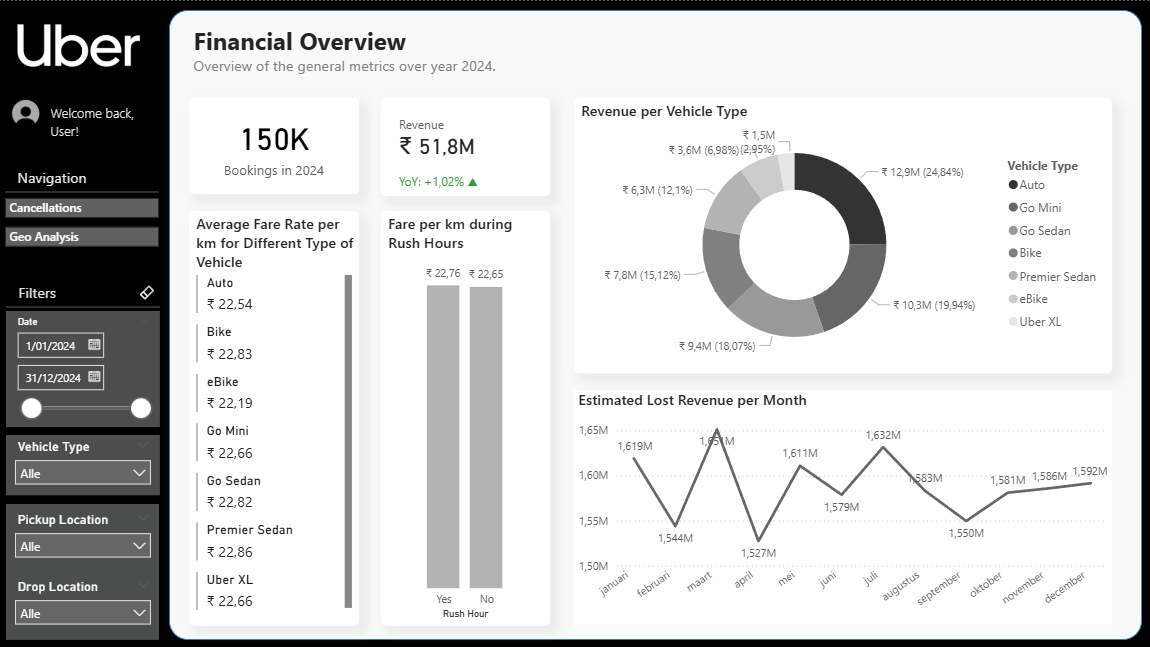 Uber
Welcome back,
User!
Navigation
Cancellations
Geo Analysis
Filters
Date
1/01/2024
31/12/2024
Vehicle Type
Alle
Pickup Location
Alle
Drop Location
Alle
Financial Overview
Overview of the general metrics over year 2024.
150K
Bookings in 2024
Revenue
₹ 51,8M
YoY: +1,02% ▲
Average Fare Rate per
km for Different Type of
Vehicle
Auto
₹ 22,54
Bike
₹ 22,83
eBike
₹ 22,19
Go Mini
₹ 22,66
Go Sedan
₹ 22,82
Premier Sedan
₹ 22,86
Uber XL
₹ 22,66
Fare per km during
Rush Hours
₹ 22,76 ₹ 22,65
Yes No
Rush Hour
Revenue per Vehicle Type
₹ 1,5M
(2,95%)
₹ 3,6M (6,98%)
₹ 12,9M (24,84%)
₹ 6,3M (12,1%)
₹ 7,8M (15,12%)
₹ 10,3M (19,94%)
₹ 9,4M (18,07%)
Vehicle Type
Auto
Go Mini
Go Sedan
Bike
Premier Sedan
eBike
Uber XL
Estimated Lost Revenue per Month
1,65M
1,60M
1,55M
1,50M
1,619M
1,544M
1,651M
1,527M
1,611M
1,579M
1,632M
1,583M
1,550M
1,581M
1,586M
1,592M
januari
februari
maart
april
mei
juni
juli
augustus
september
oktober
november
december